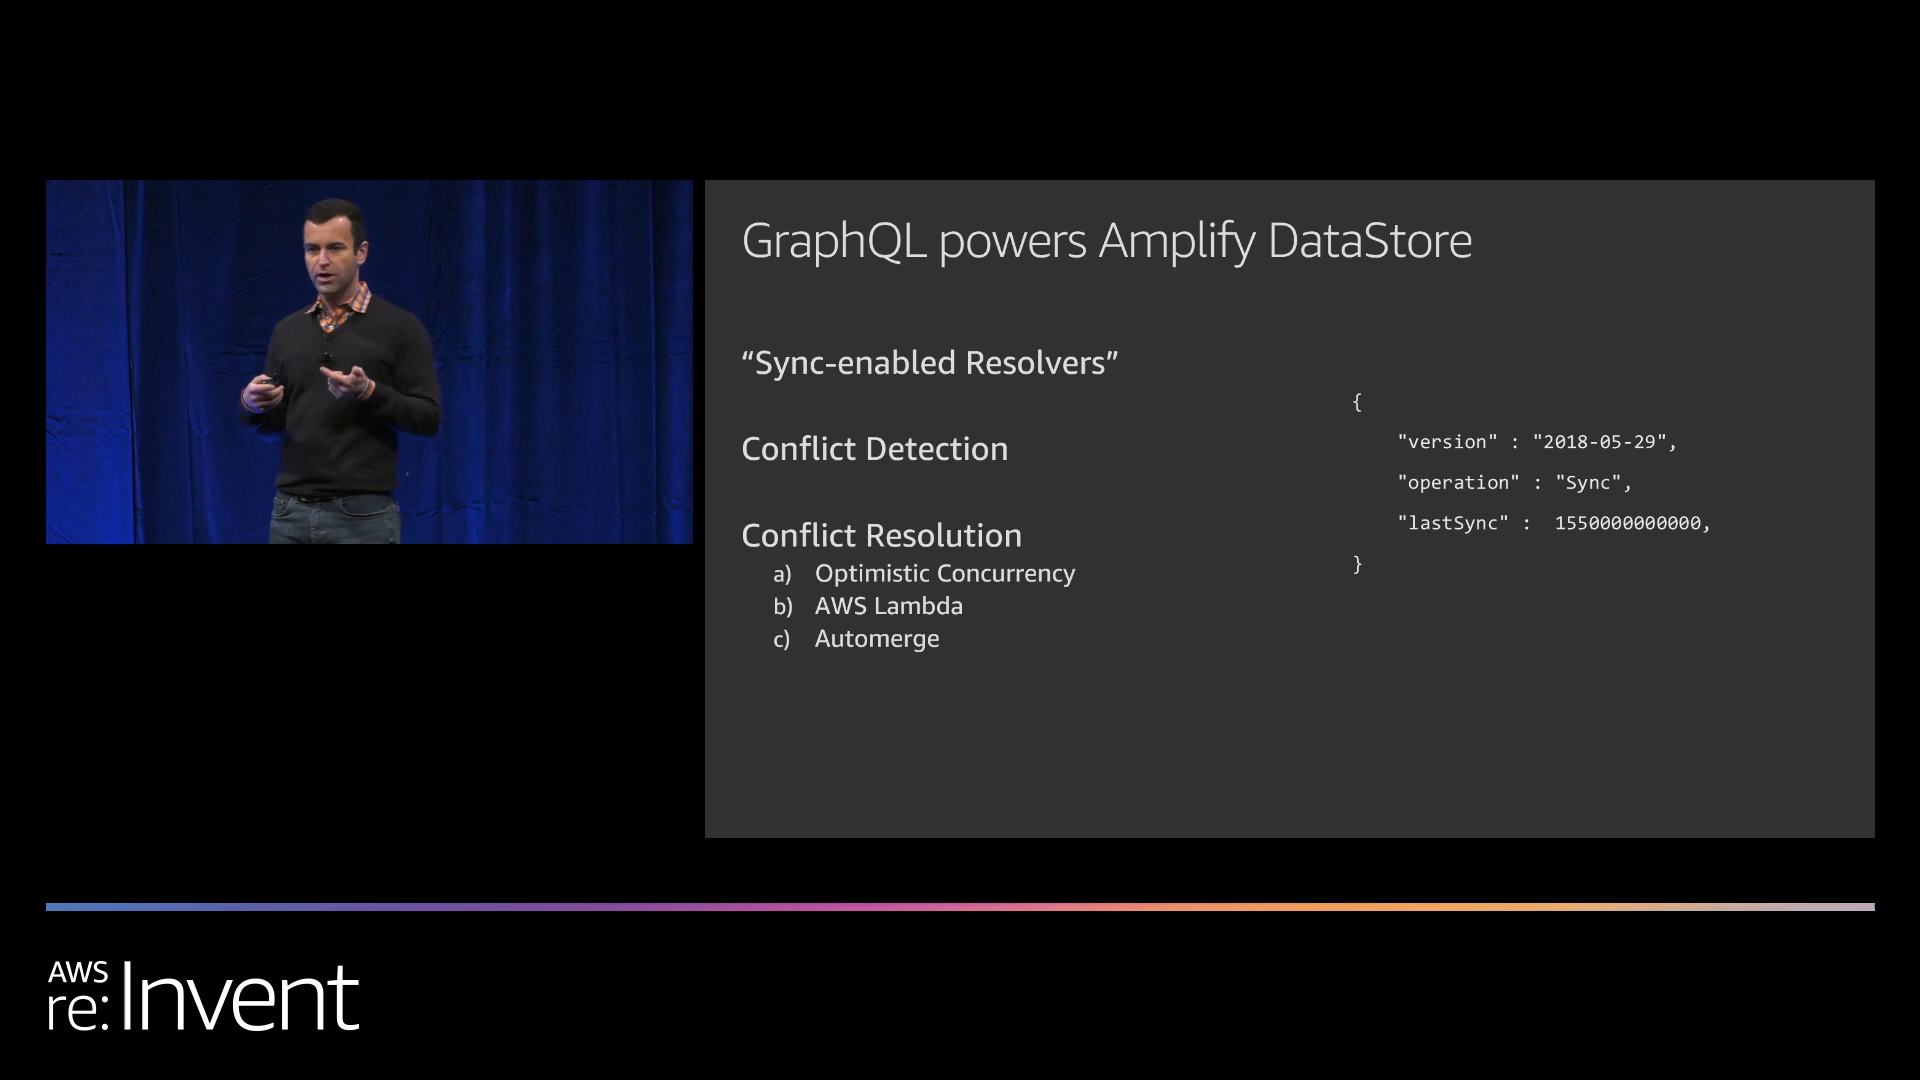 GraphQL powers Amplify DataStore
“Sync-enabled Resolvers”
Conflict Detection
Conflict Resolution
a) Optimistic Concurrency
b) AWS Lambda
c) Automerge
{
"version" : "2018-05-29",
"operation" : "Sync",
"lastSync" : 1550000000000,
}
AWS
re:Invent